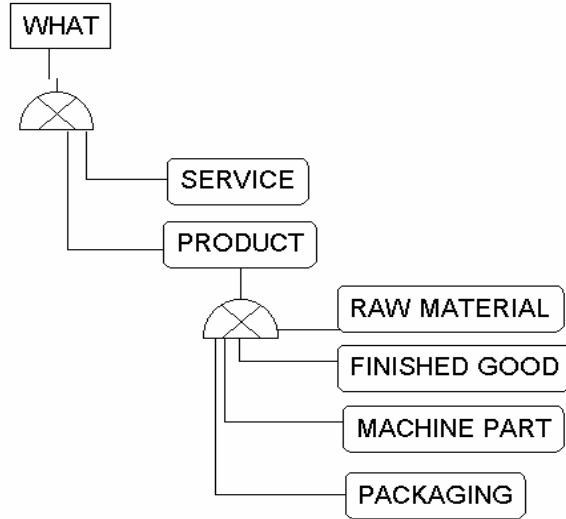 WHAT
SERVICE
PRODUCT
RAW MATERIAL
FINISHED GOOD
MACHINE PART
PACKAGING